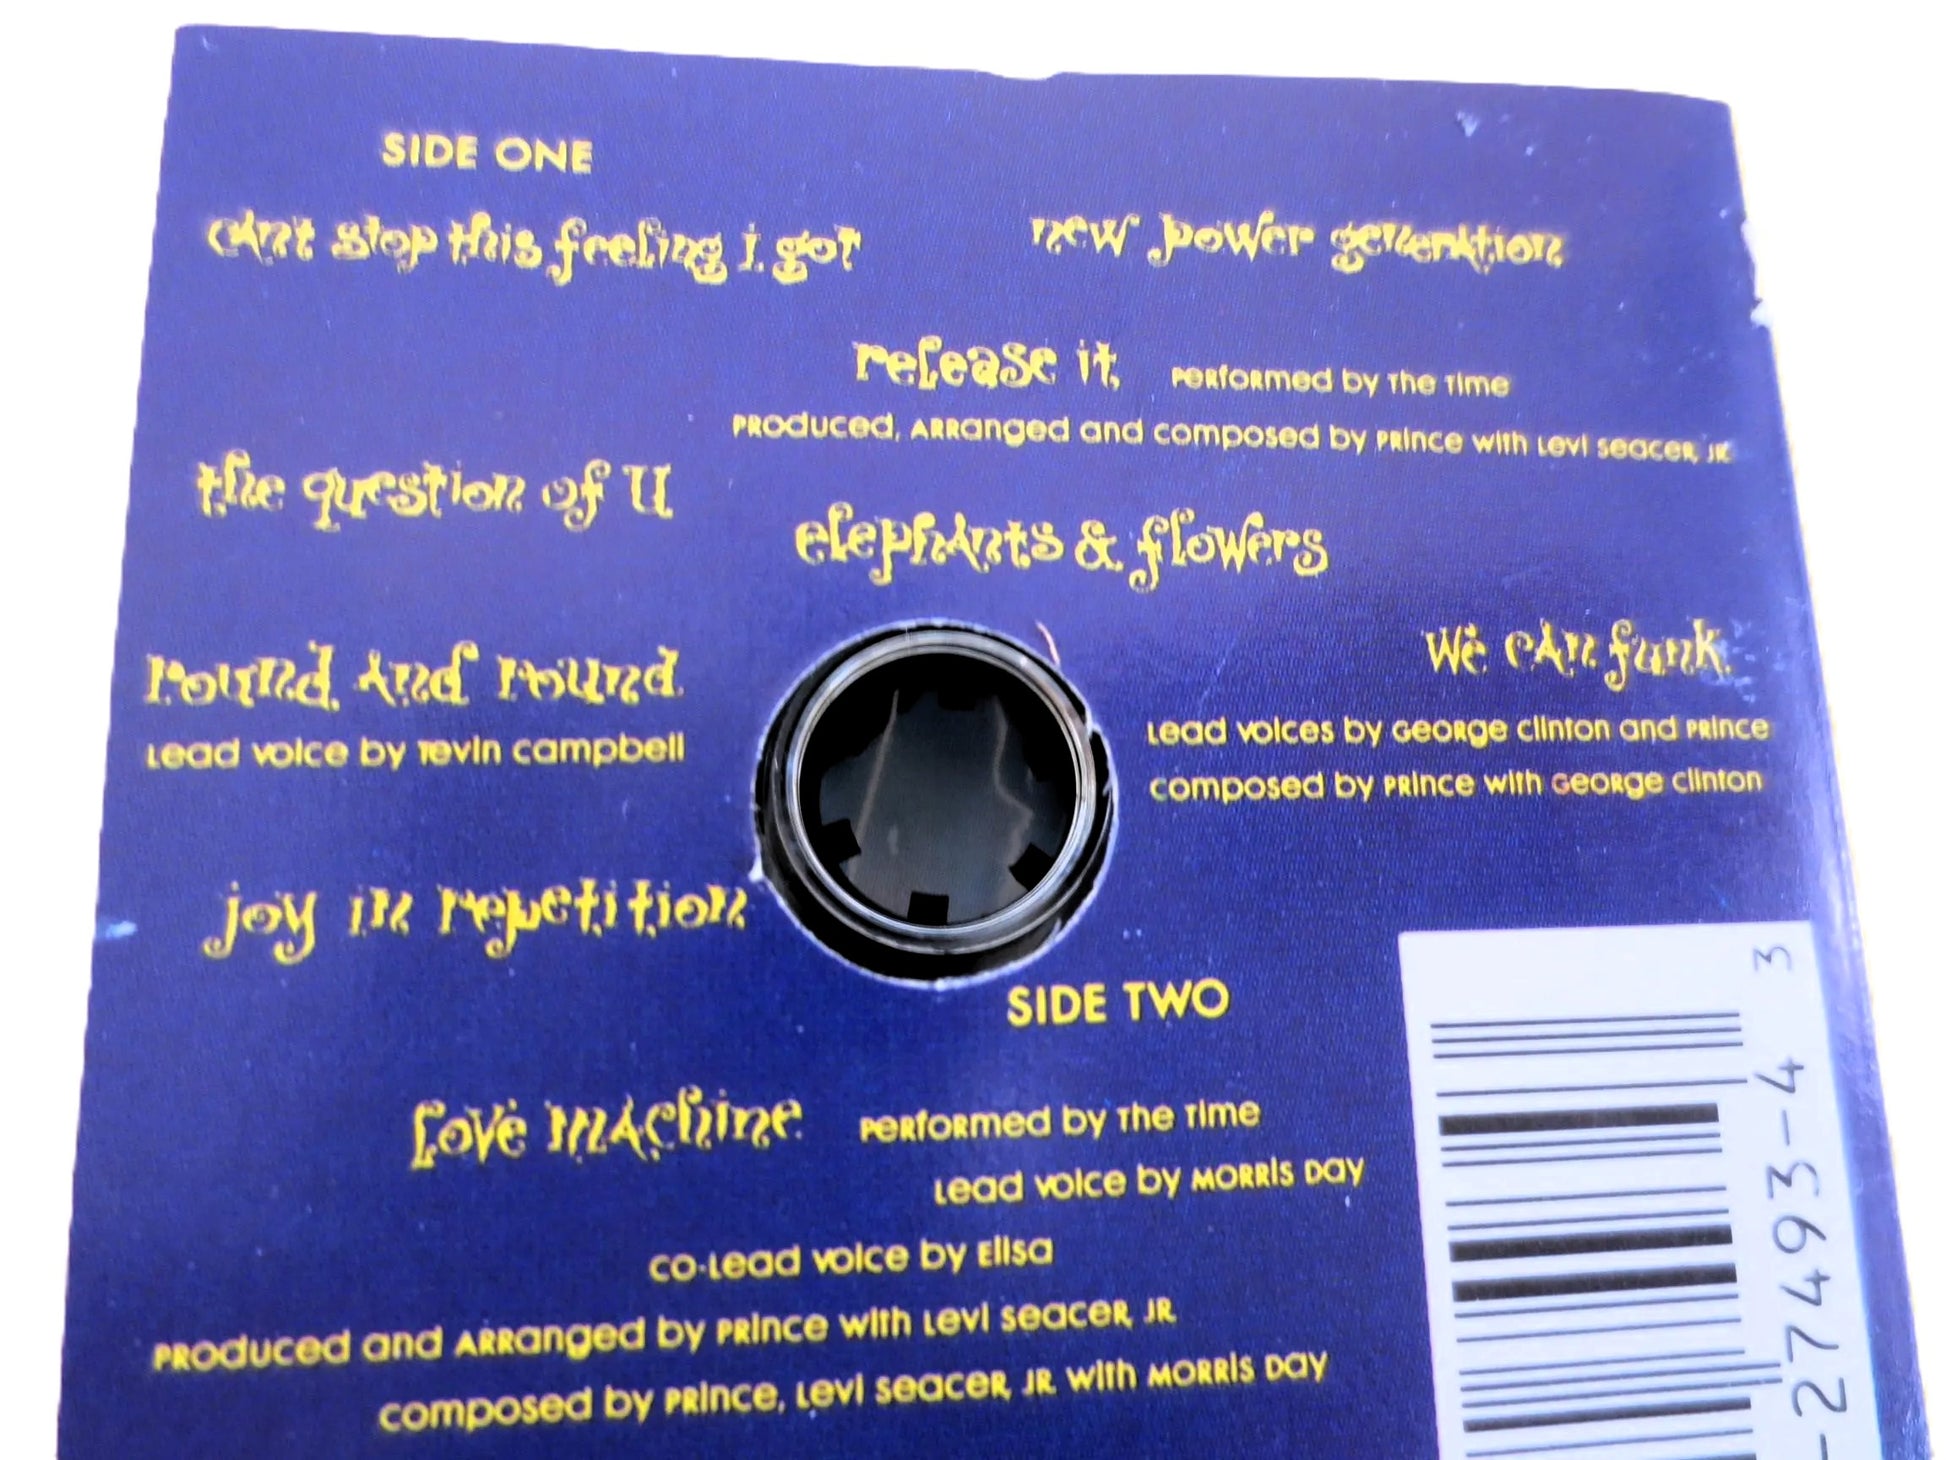 SIDE ONE
can't stop this feeling i got
new power generation
release it, performed by the time
produced, arranged and composed by prince with levi seacer, jr.
the question of U
elephants & flowers
round and round
lead voice by tevin campbell
we can funk
lead voices by george clinton and prince
composed by prince with george clinton
joy in repetition
SIDE TWO
love machine performed by the time
lead voice by morris day
co-lead voice by elisa
produced and arranged by prince with levi seacer, jr.
composed by prince, levi seacer, jr. with morris day
-27493-4 3